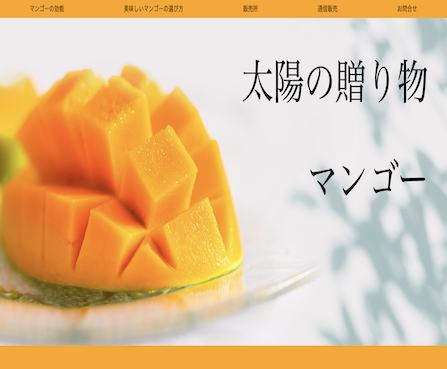 マンゴーの効能
美味しいマンゴーの選び方
販売所
通信販売
お問合せ
太陽の贈り物
マンゴー